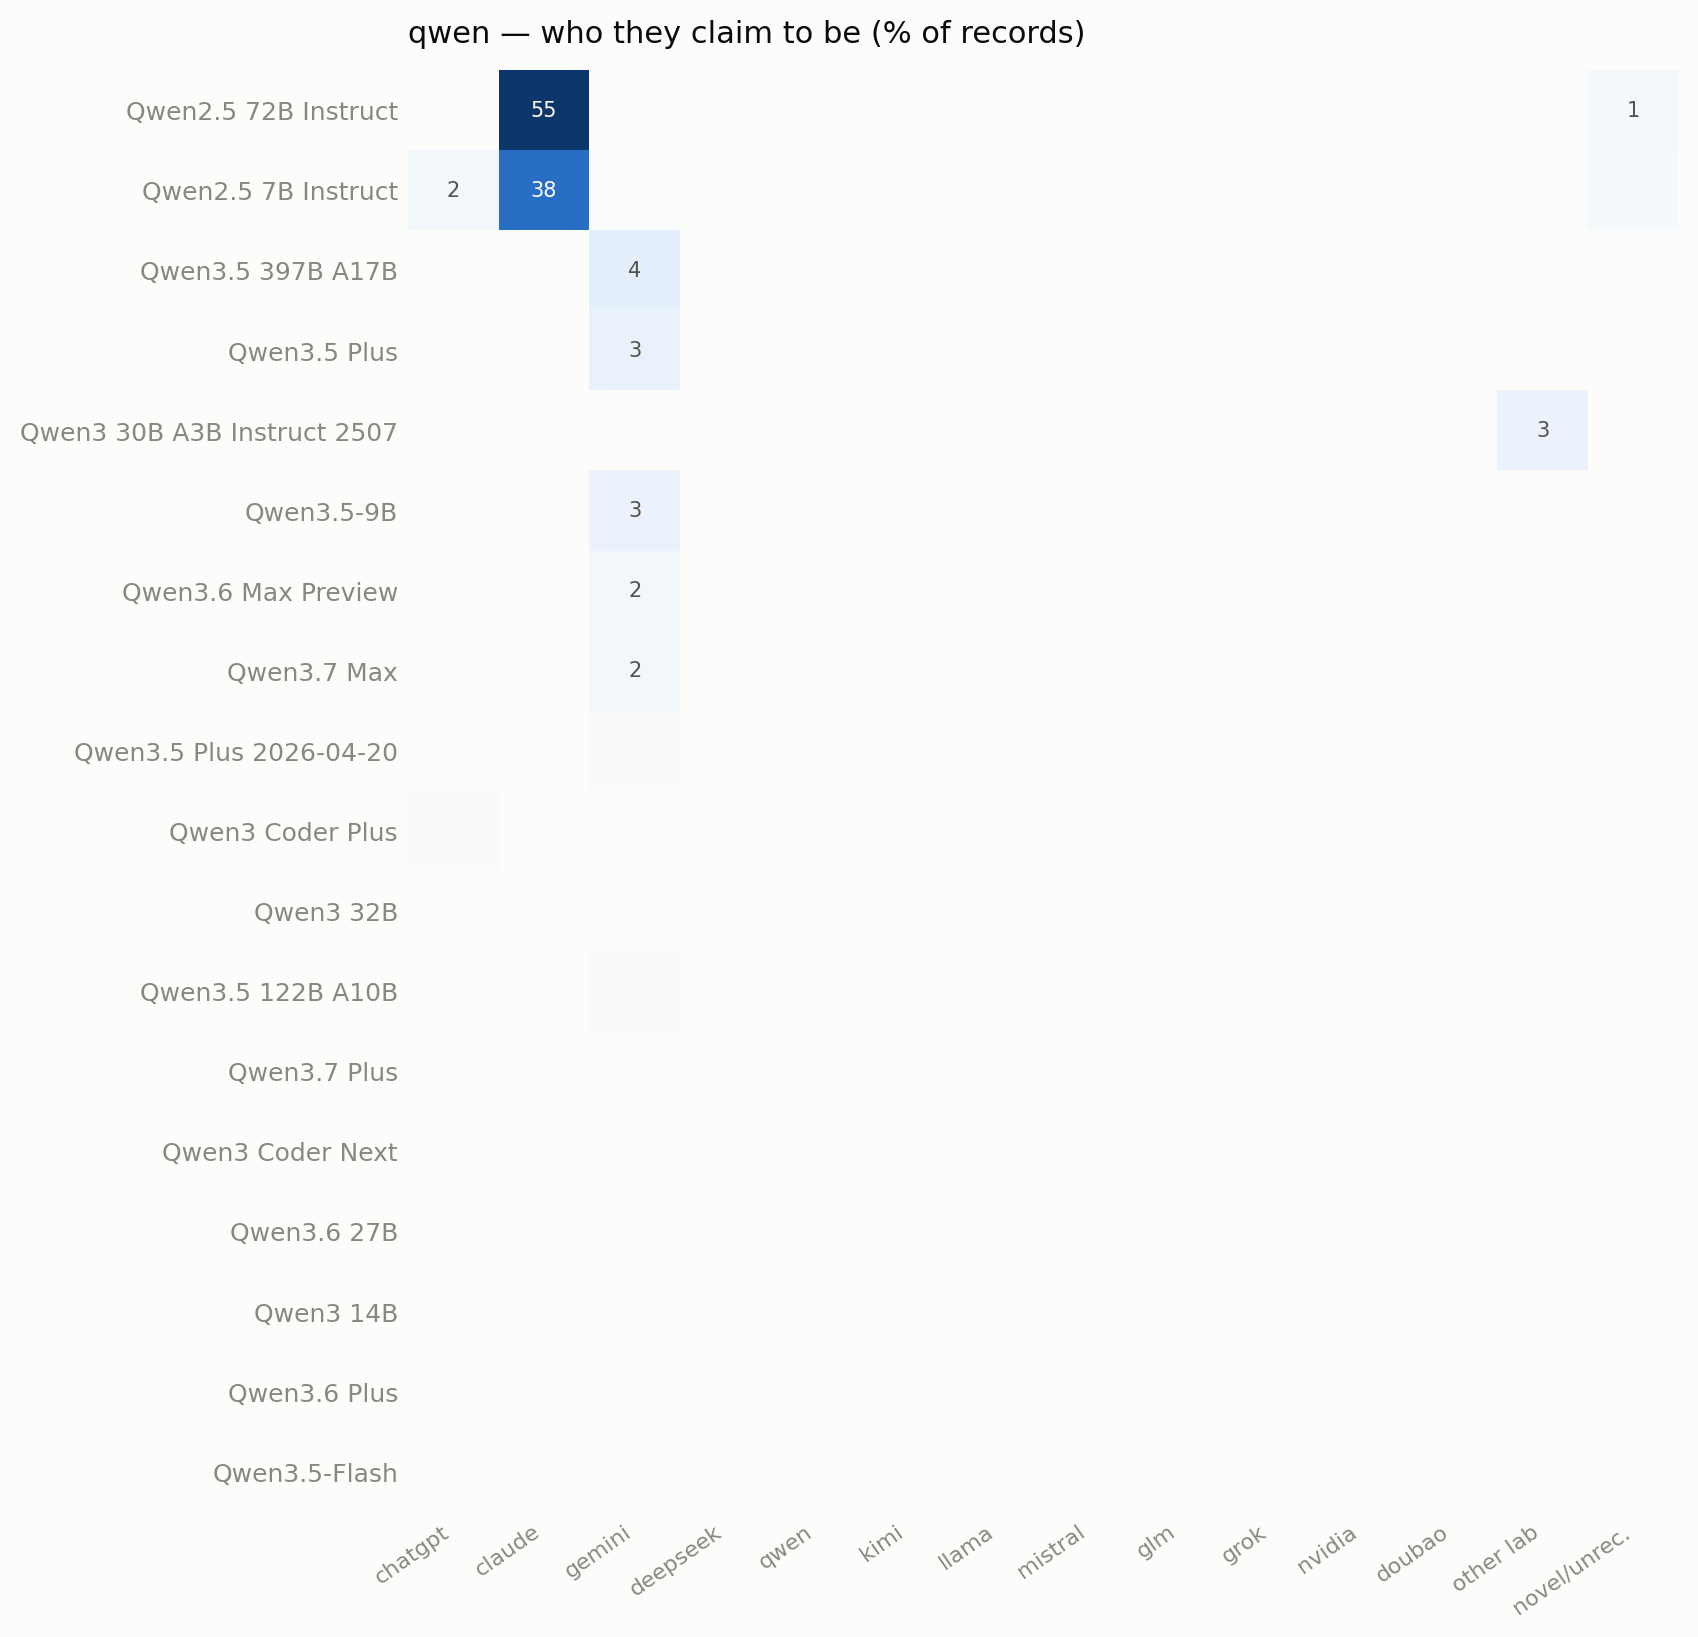 qwen — who they claim to be (% of records)
Qwen2.5 72B Instruct 55 1
Qwen2.5 7B Instruct 2 38
Qwen3.5 397B A17B 4
Qwen3.5 Plus 3
Qwen3 30B A3B Instruct 2507 3
Qwen3.5-9B 3
Qwen3.6 Max Preview 2
Qwen3.7 Max 2
Qwen3.5 Plus 2026-04-20
Qwen3 Coder Plus
Qwen3 32B
Qwen3.5 122B A10B
Qwen3.7 Plus
Qwen3 Coder Next
Qwen3.6 27B
Qwen3 14B
Qwen3.6 Plus
Qwen3.5-Flash
chatgpt claude gemini deepseek qwen kimi llama mistral glm grok nvidia doubao other lab novel/unrec.